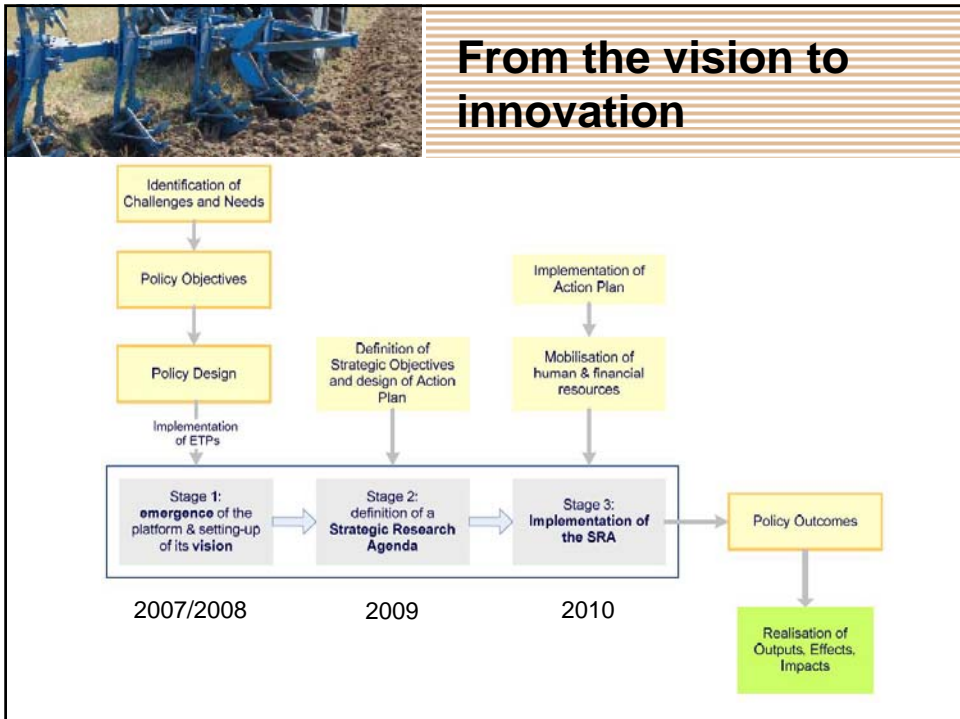 From the vision to
innovation
Identification of
Challenges and Needs
Policy Objectives
Policy Design
Implementation
of ETPs
Definition of
Strategic Objectives
and design of Action
Plan
Implementation of
Action Plan
Mobilisation of
human & financial
resources
Stage 1:
emergence of the
platform & setting-up
of its vision
Stage 2:
definition of a
Strategic Research
Agenda
Stage 3:
Implementation of
the SRA
Policy Outcomes
2007/2008
2009
2010
Realisation of
Outputs, Effects,
Impacts